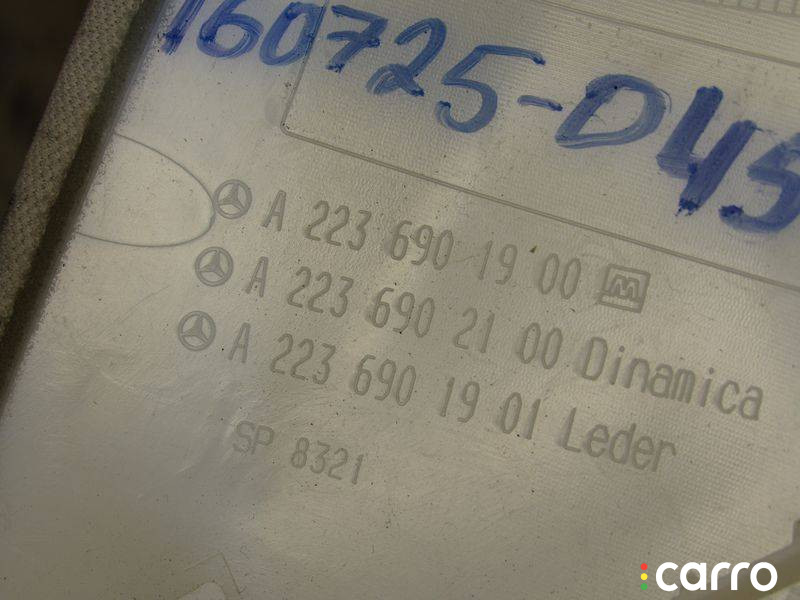 160725-D45
A 223 690 19 00 M
A 223 690 21 00 Dinamica
A 223 690 19 01 Leder
SP 8321
carro